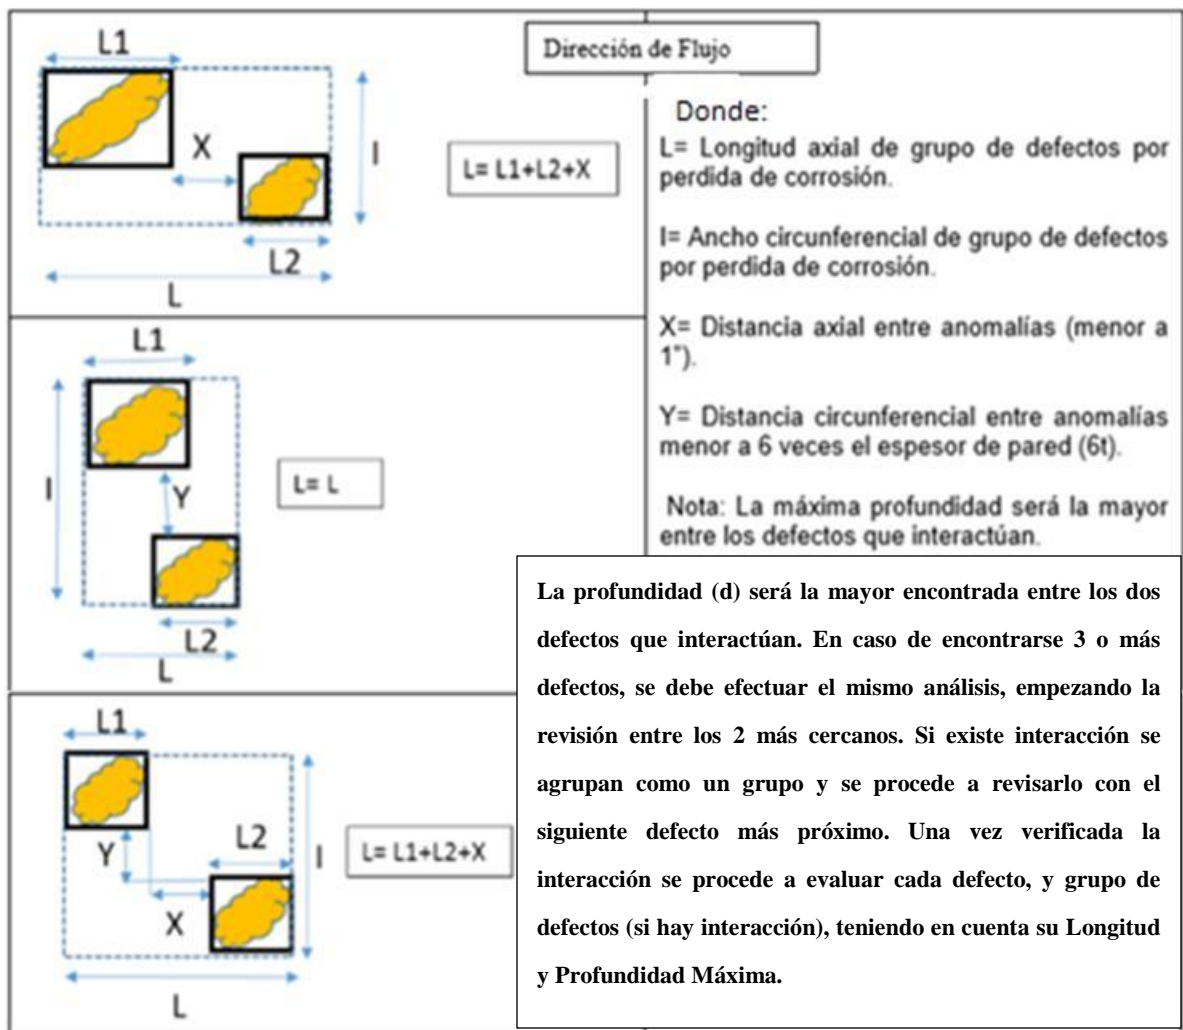 Dirección de Flujo
L1
X
I
L= L1+L2+X
L2
L
L1
I
Y
L= L
L2
L
L1
Y
L2
I
L= L1+L2+X
X
L
Donde:
L= Longitud axial de grupo de defectos por
perdida de corrosión.
I= Ancho circunferencial de grupo de defectos
por perdida de corrosión.
X= Distancia axial entre anomalías (menor a
1").
Y= Distancia circunferencial entre anomalías
menor a 6 veces el espesor de pared (6t).
Nota: La máxima profundidad será la mayor
entre los defectos que interactúan.
La profundidad (d) será la mayor encontrada entre los dos
defectos que interactúan. En caso de encontrarse 3 o más
defectos, se debe efectuar el mismo análisis, empezando la
revisión entre los 2 más cercanos. Si existe interacción se
agrupan como un grupo y se procede a revisarlo con el
siguiente defecto más próximo. Una vez verificada la
interacción se procede a evaluar cada defecto, y grupo de
defectos (si hay interacción), teniendo en cuenta su Longitud
y Profundidad Máxima.